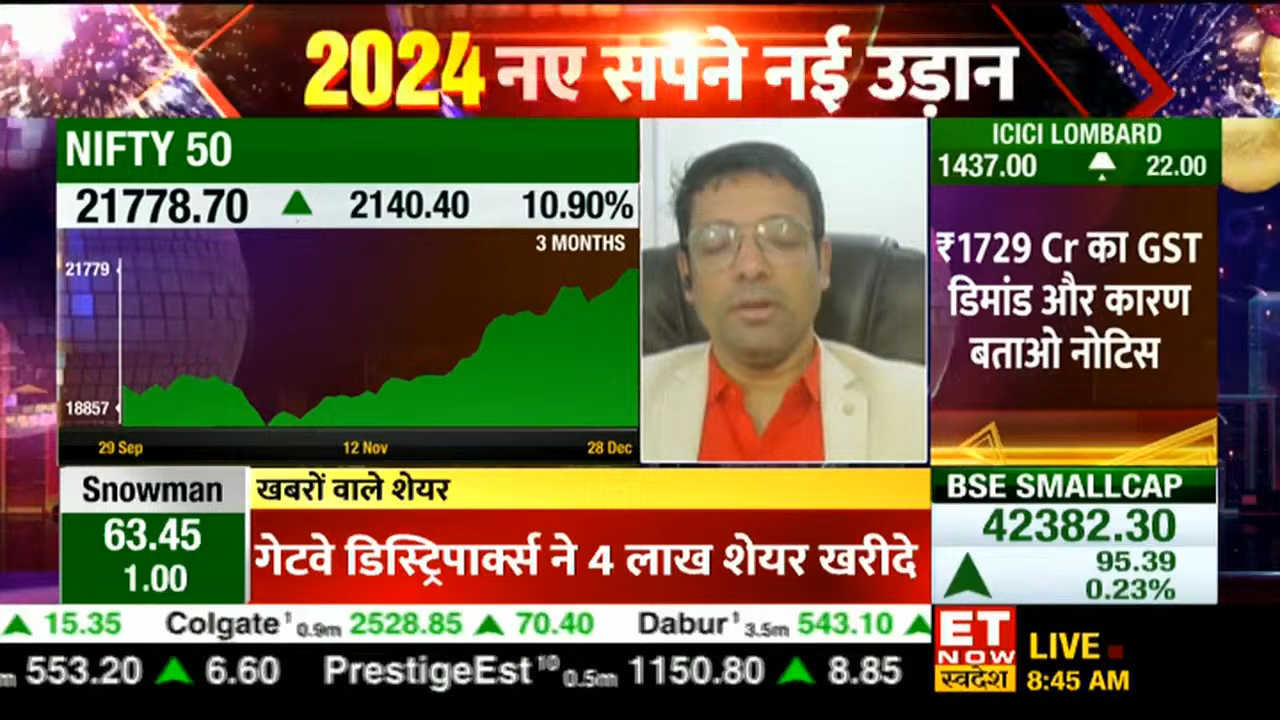 2024 नए सपने नई उड़ान
NIFTY 50
21778.70 ▲ 2140.40 10.90%
3 MONTHS
21779
18857
29 Sep 12 Nov 28 Dec
ICICI LOMBARD
1437.00 22.00
₹1729 Cr का GST
डिमांड और कारण
बताओ नोटिस
Snowman
63.45
1.00
खबरों वाले शेयर
गेटवे डिस्ट्रिपार्क्स ने 4 लाख शेयर खरीदे
BSE SMALLCAP
42382.30
▲ 95.39
0.23%
▲ 15.35 Colgate¹ 0.9m 2528.85 ▲ 70.40 Dabur¹ 3.5m 543.10 ▲
m 553.20 ▲ 6.60 PrestigeEst¹⁰ 0.5m 1150.80 ▲ 8.85
ET
NOW
स्वदेश
LIVE
8:45 AM